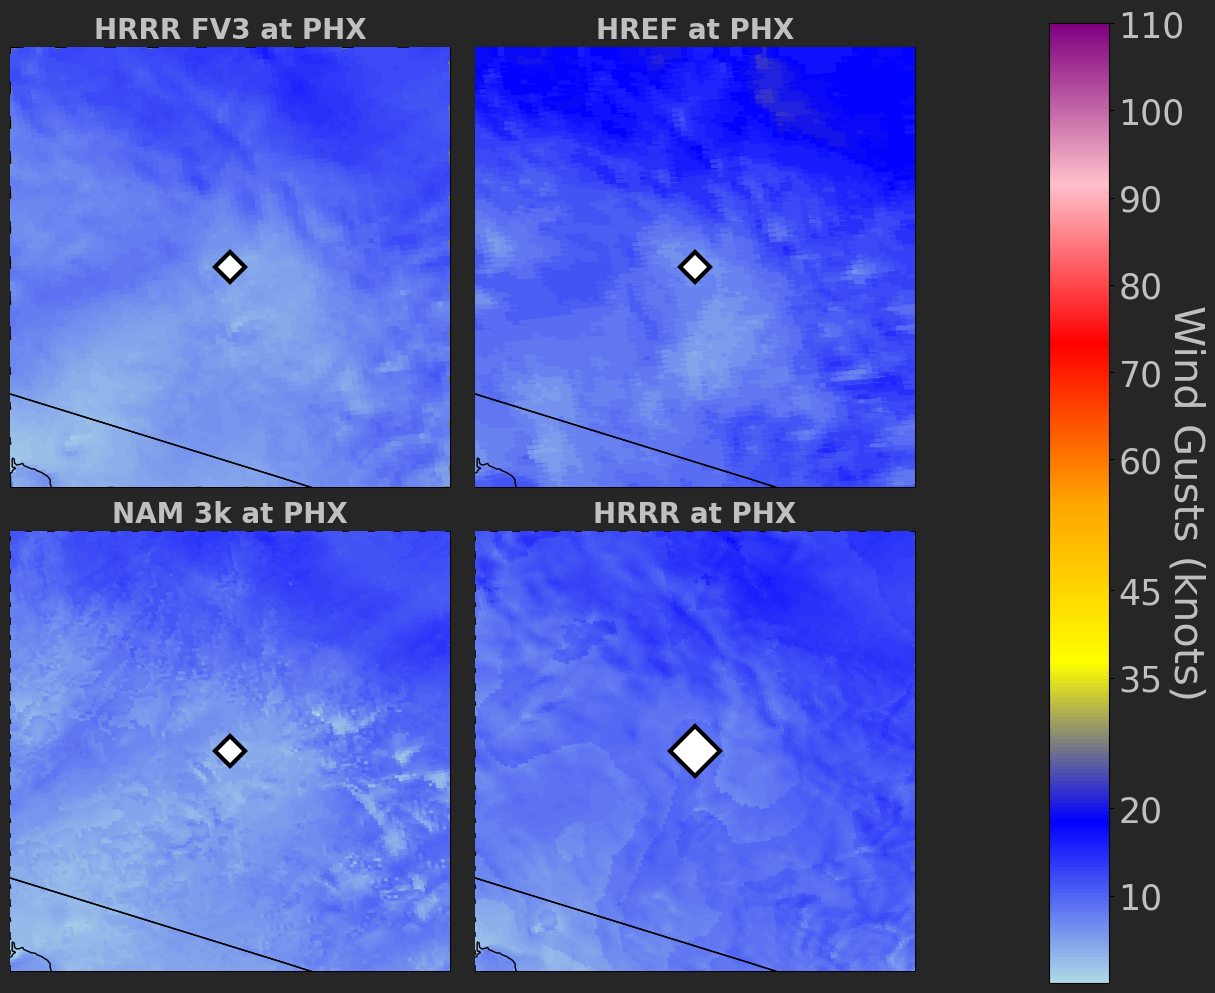 HRRR FV3 at PHX
HREF at PHX
NAM 3k at PHX
HRRR at PHX
110
100
90
80
70
60
45
35
20
10
Wind Gusts (knots)